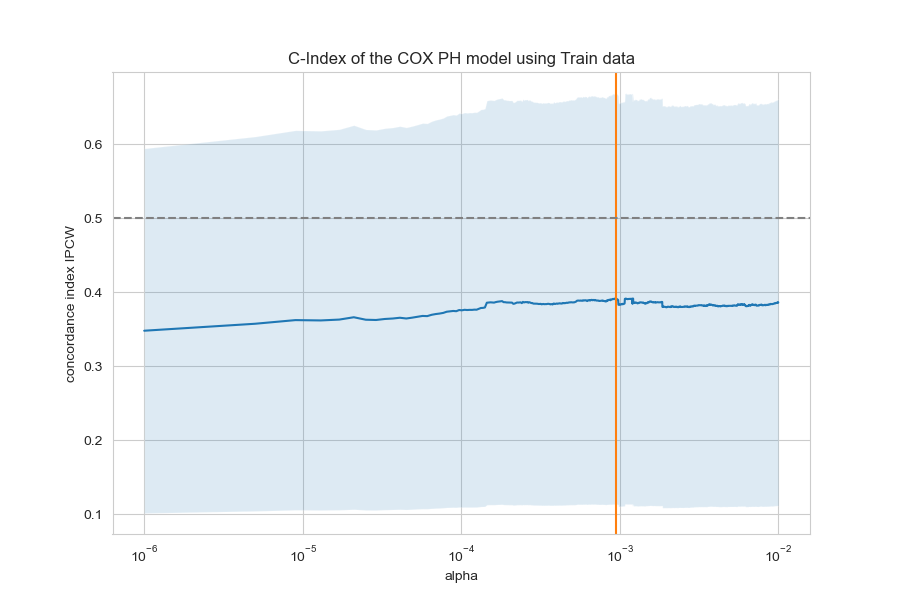 C-Index of the COX PH model using Train data
concordance index IPCW
0.6
0.5
0.4
0.3
0.2
0.1
10⁻⁶ 10⁻⁵ 10⁻⁴ 10⁻³ 10⁻²
alpha